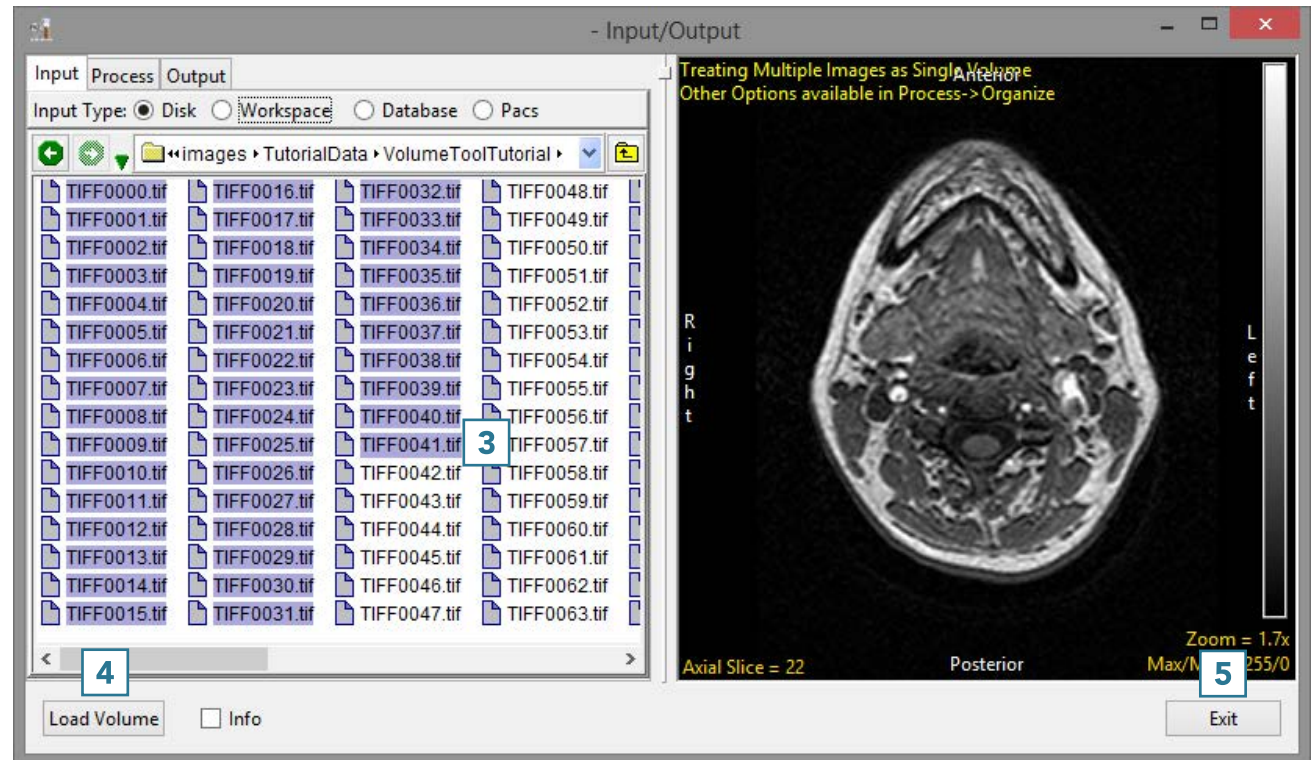 - Input/Output
Input Process Output
Input Type: Disk Workspace Database Pacs
images TutorialData VolumeToolTutorial
TIFF0000.tif TIFF0016.tif TIFF0032.tif TIFF0048.tif
TIFF0001.tif TIFF0017.tif TIFF0033.tif TIFF0049.tif
TIFF0002.tif TIFF0018.tif TIFF0034.tif TIFF0050.tif
TIFF0003.tif TIFF0019.tif TIFF0035.tif TIFF0051.tif
TIFF0004.tif TIFF0020.tif TIFF0036.tif TIFF0052.tif
TIFF0005.tif TIFF0021.tif TIFF0037.tif TIFF0053.tif
TIFF0006.tif TIFF0022.tif TIFF0038.tif TIFF0054.tif
TIFF0007.tif TIFF0023.tif TIFF0039.tif TIFF0055.tif
TIFF0008.tif TIFF0024.tif TIFF0040.tif TIFF0056.tif
TIFF0009.tif TIFF0025.tif TIFF0041.tif 3 TIFF0057.tif
TIFF0010.tif TIFF0026.tif TIFF0042.tif TIFF0058.tif
TIFF0011.tif TIFF0027.tif TIFF0043.tif TIFF0059.tif
TIFF0012.tif TIFF0028.tif TIFF0044.tif TIFF0060.tif
TIFF0013.tif TIFF0029.tif TIFF0045.tif TIFF0061.tif
TIFF0014.tif TIFF0030.tif TIFF0046.tif TIFF0062.tif
TIFF0015.tif TIFF0031.tif TIFF0047.tif TIFF0063.tif
4
Load Volume Info
Treating Multiple Images as Single Volume
Anterior
Other Options available in Process->Organize
Right
Left
Zoom = 1.7x
Axial Slice = 22 Posterior 255/0
5
Exit